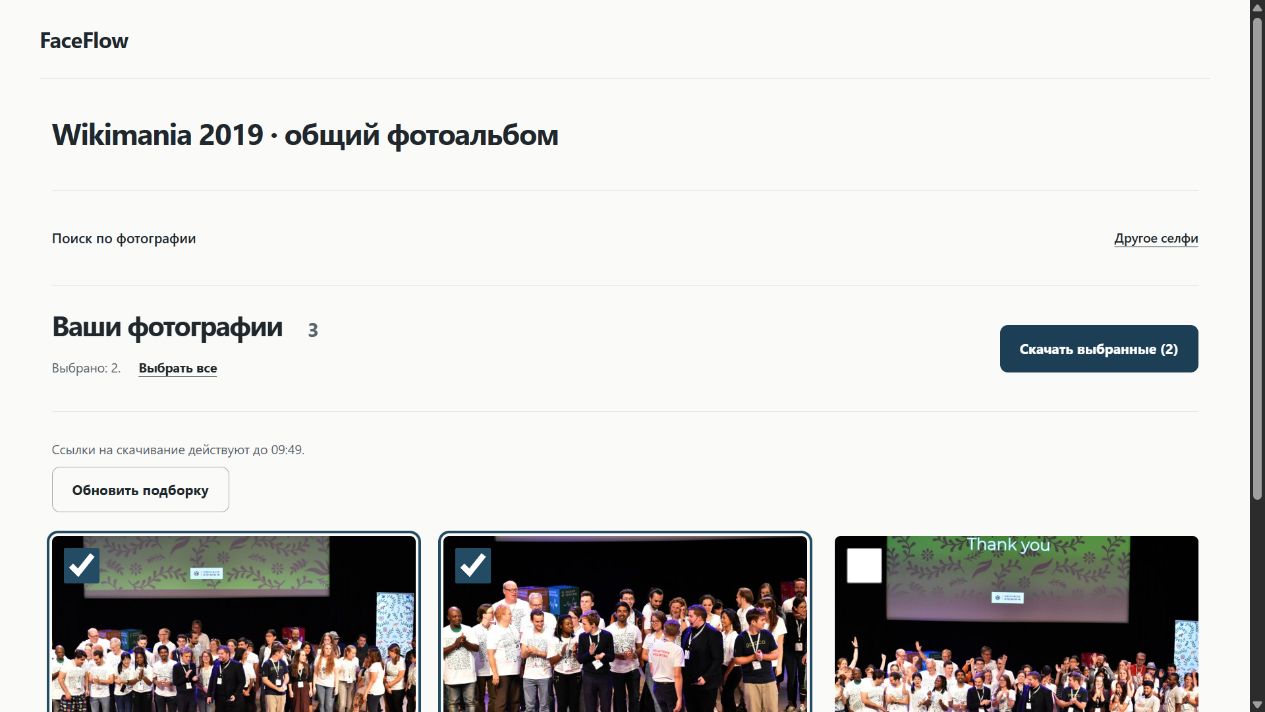 FaceFlow
Wikimania 2019 · общий фотоальбом
Поиск по фотографии
Другое селфи
Ваши фотографии 3
Выбрано: 2. Выбрать все
Скачать выбранные (2)
Ссылки на скачивание действуют до 09:49.
Обновить подборку
Thank you